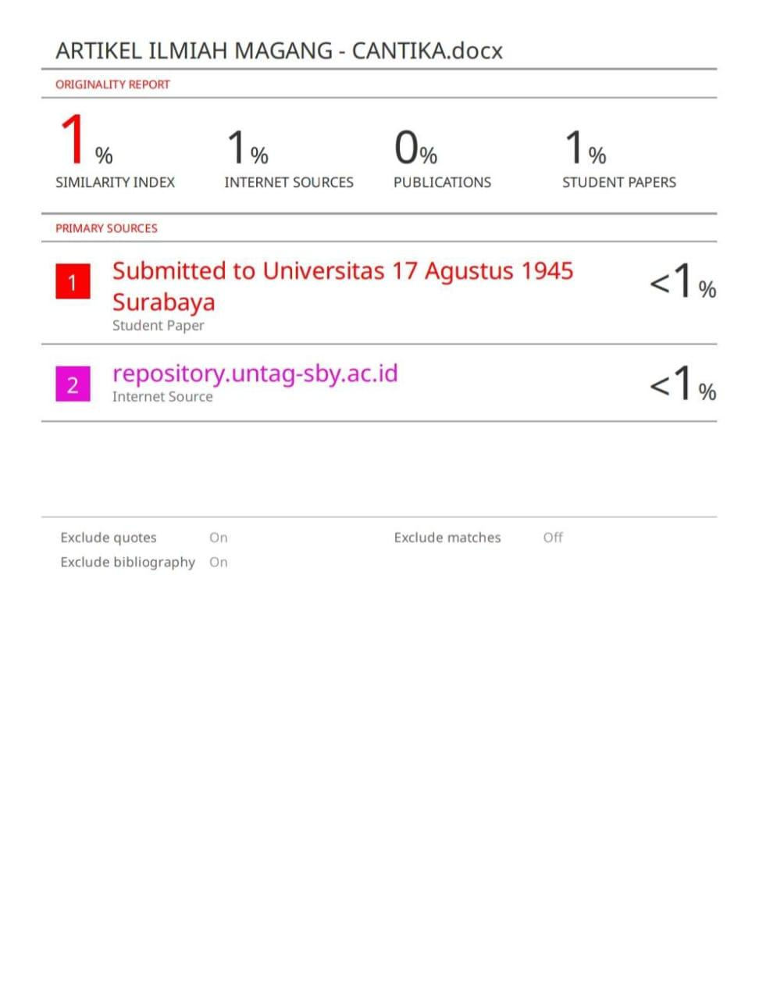 ARTIKEL ILMIAH MAGANG - CANTIKA.docx
ORIGINALITY REPORT
1 % 1% 0% 1%
SIMILARITY INDEX INTERNET SOURCES PUBLICATIONS STUDENT PAPERS
PRIMARY SOURCES
1 Submitted to Universitas 17 Agustus 1945 <1%
Surabaya
Student Paper
2 repository.untag-sby.ac.id <1%
Internet Source
Exclude quotes On Exclude matches Off
Exclude bibliography On